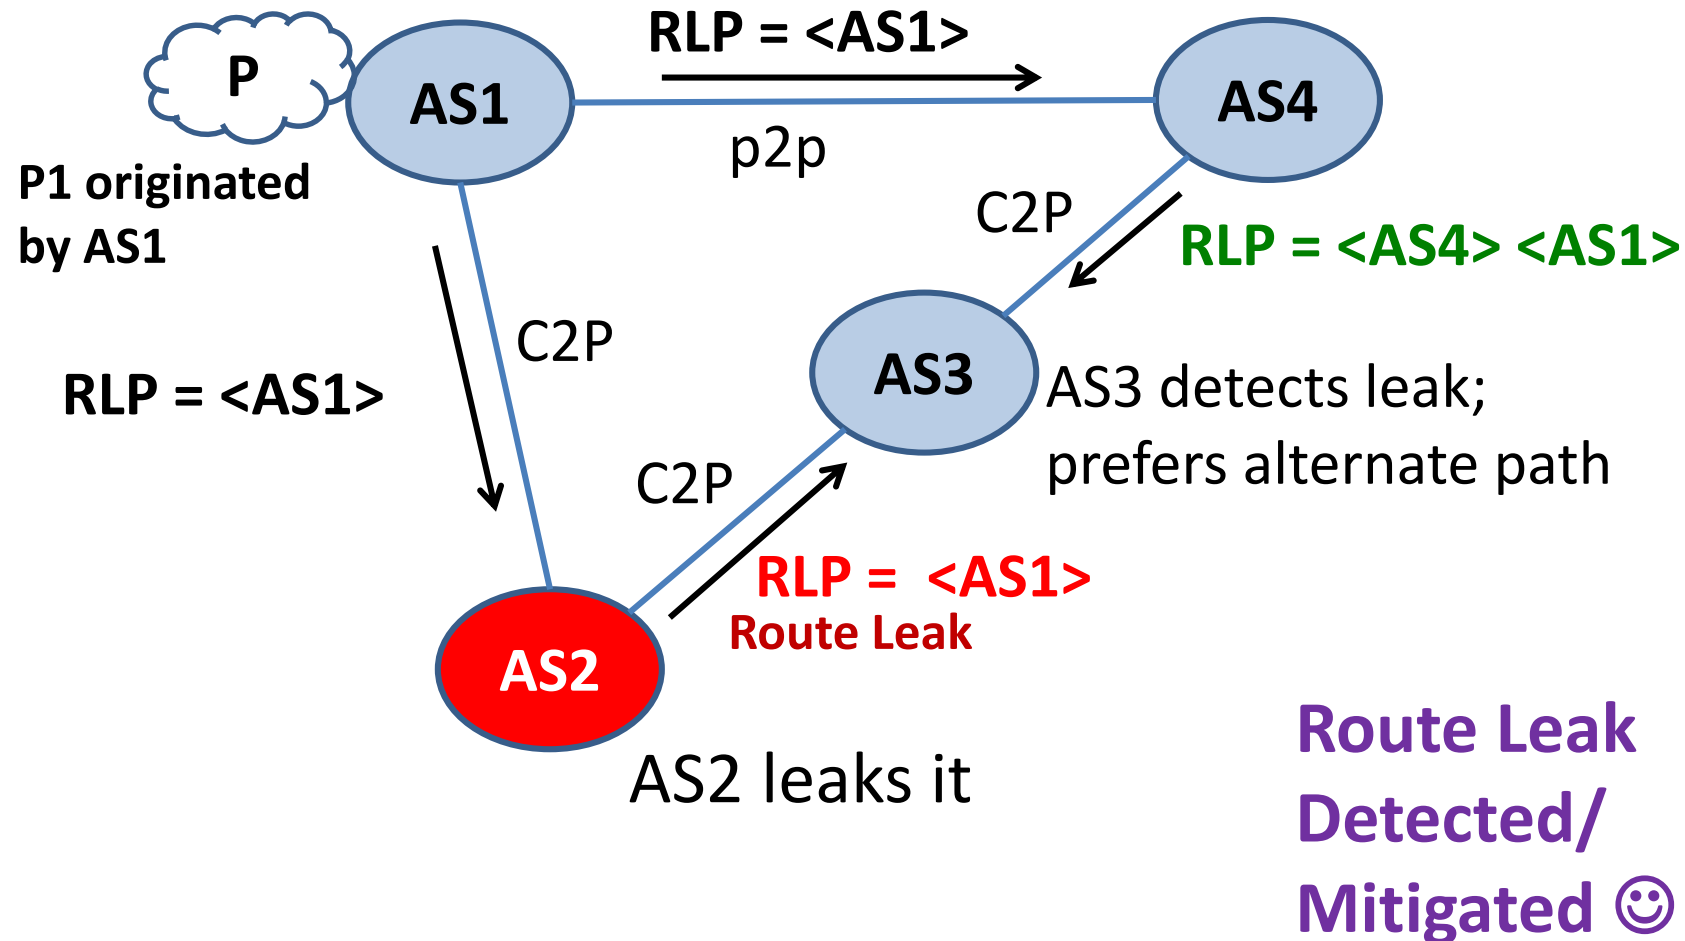 RLP = <AS1>
P
AS1
AS4
p2p
P1 originated
by AS1
C2P
RLP = <AS4> <AS1>
C2P
RLP = <AS1>
AS3
AS3 detects leak;
prefers alternate path
C2P
RLP =  <AS1>
Route Leak
AS2
AS2 leaks it
Route Leak
Detected/
Mitigated ☺